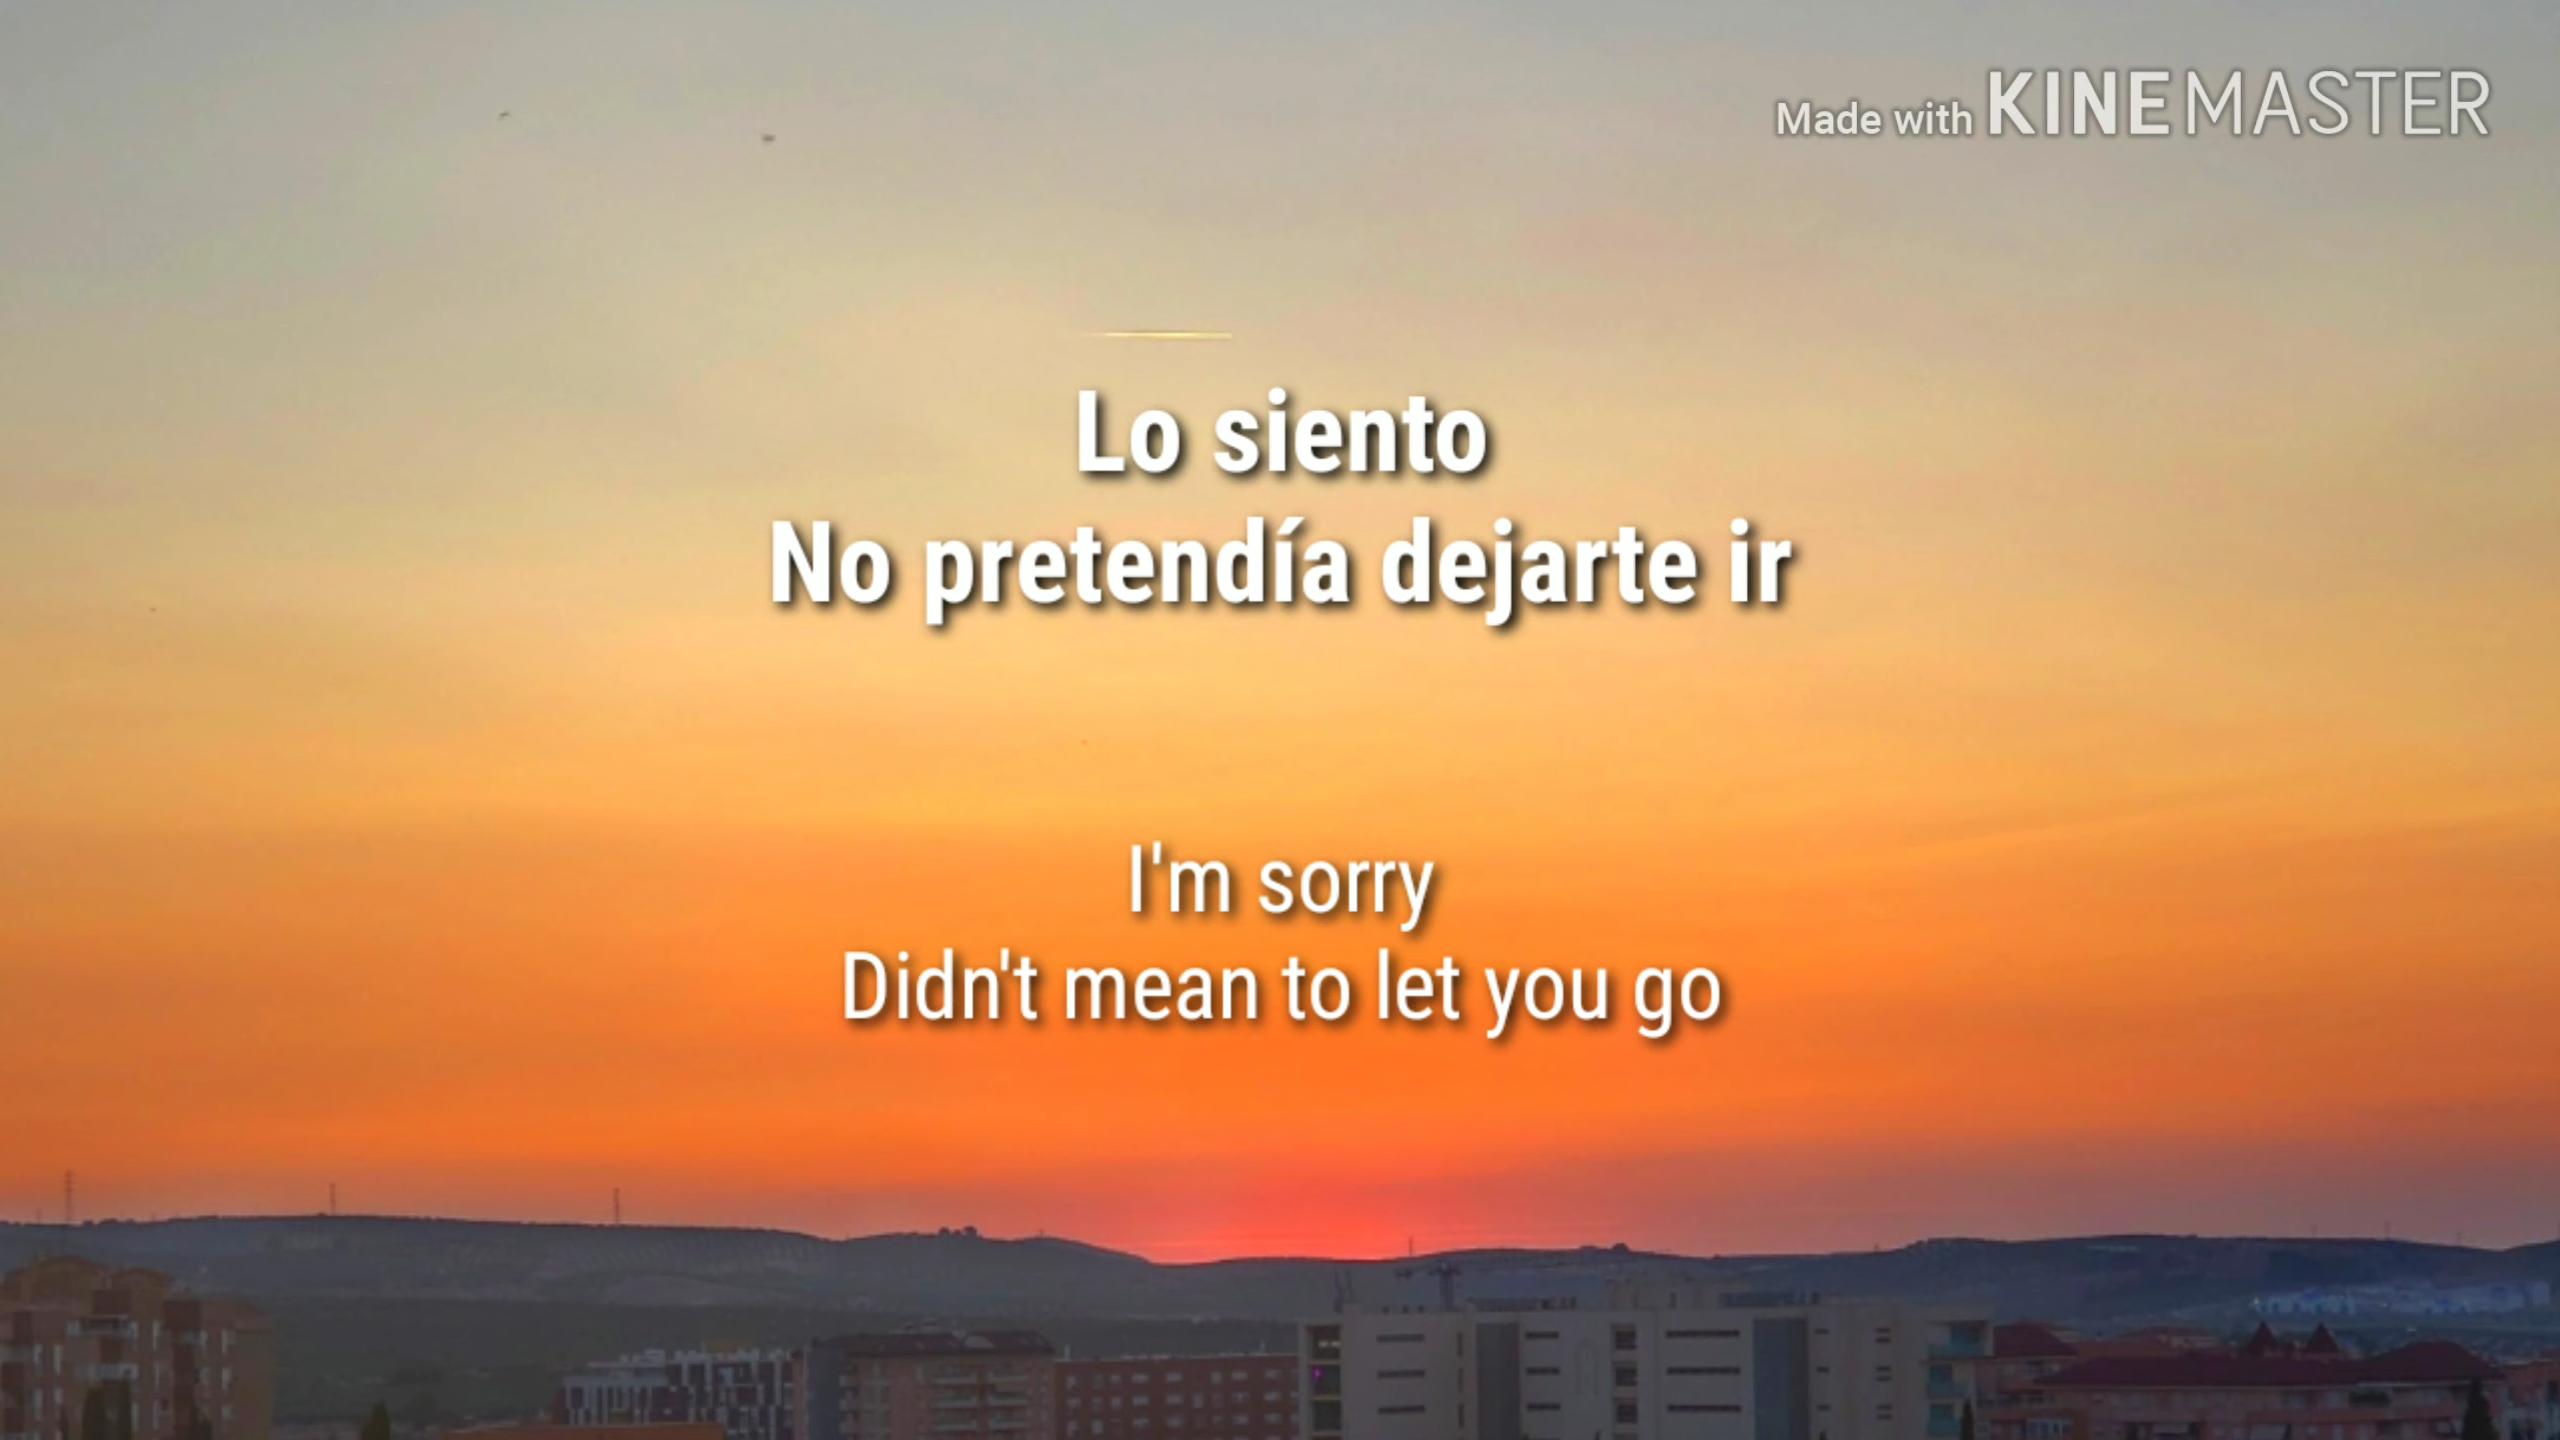 Made with KINEMASTER
Lo siento
No pretendía dejarte ir
I'm sorry
Didn't mean to let you go